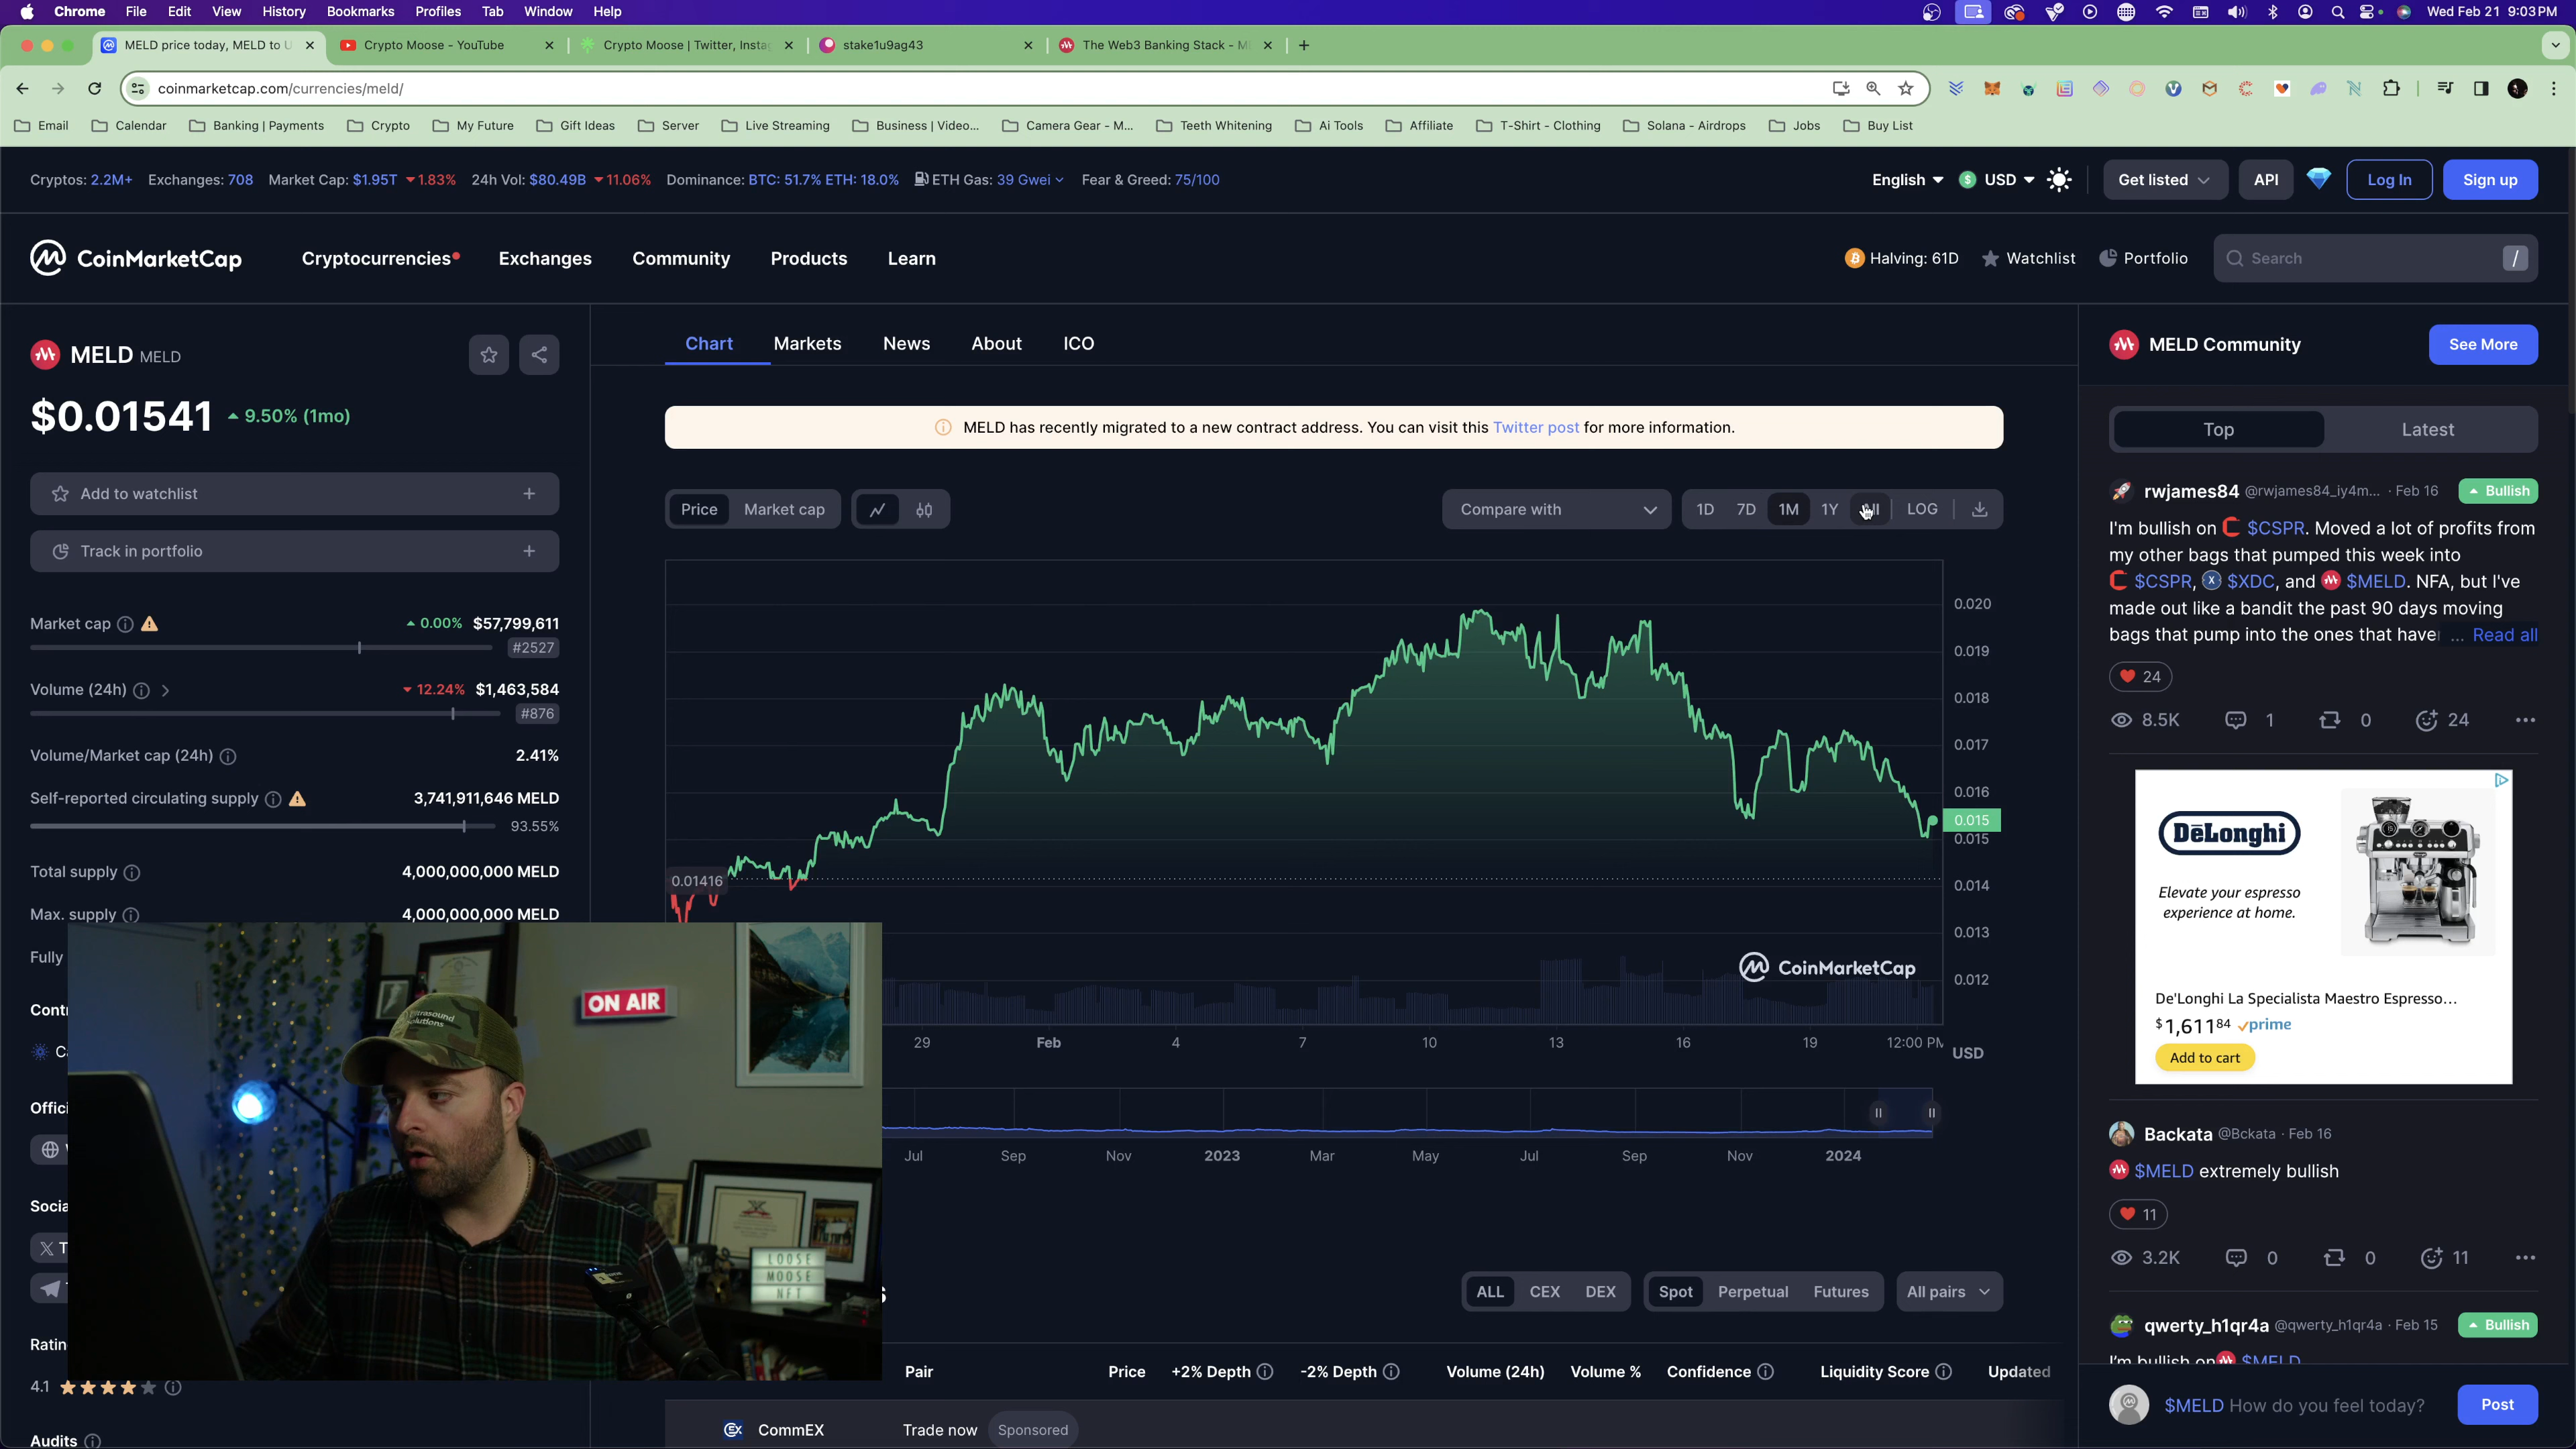 Chrome File Edit View History Bookmarks Profiles Tab Window Help
Wed Feb 21 9:03 PM
MELD price today, MELD to U
Crypto Moose - YouTube
Crypto Moose | Twitter, Insta
stake1u9ag43
The Web3 Banking Stack - M
coinmarketcap.com/currencies/meld/
Email Calendar Banking | Payments Crypto My Future Gift Ideas Server Live Streaming Business | Video... Camera Gear - M... Teeth Whitening Ai Tools Affiliate T-Shirt - Clothing Solana - Airdrops Jobs Buy List
Cryptos: 2.2M+ Exchanges: 708 Market Cap: $1.95T 1.83% 24h Vol: $80.49B 11.06% Dominance: BTC: 51.7% ETH: 18.0% ETH Gas: 39 Gwei Fear & Greed: 75/100
English USD Get listed API Log In Sign up
CoinMarketCap Cryptocurrencies Exchanges Community Products Learn
Halving: 61D Watchlist Portfolio Search /
MELD MELD
$0.01541 9.50% (1mo)
Add to watchlist +
Track in portfolio +
Market cap 0.00% $57,799,611
#2527
Volume (24h) 12.24% $1,463,584
#876
Volume/Market cap (24h) 2.41%
Self-reported circulating supply 3,741,911,646 MELD
93.55%
Total supply 4,000,000,000 MELD
Max. supply 4,000,000,000 MELD
Fully
Contr
C
Offici
Socia
Ratin
4.1
Audits
Chart Markets News About ICO
MELD has recently migrated to a new contract address. You can visit this Twitter post for more information.
Price Market cap
Compare with
1D 7D 1M 1Y All LOG
0.020
0.019
0.018
0.017
0.016
0.015
0.015
0.01416
0.014
0.013
0.012
CoinMarketCap
29 Feb 4 7 10 13 16 19 12:00 PM
USD
Jul Sep Nov 2023 Mar May Jul Sep Nov 2024
ALL CEX DEX Spot Perpetual Futures All pairs
Pair Price +2% Depth -2% Depth Volume (24h) Volume % Confidence Liquidity Score Updated
CommEX Trade now Sponsored
ON AIR
LOOSE
MOOSE
NFT
MELD Community See More
Top Latest
rwjames84 @rwjames84_iy4m... · Feb 16 Bullish
I'm bullish on $CSPR. Moved a lot of profits from
my other bags that pumped this week into
$CSPR, $XDC, and $MELD. NFA, but I've
made out like a bandit the past 90 days moving
bags that pump into the ones that haven ... Read all
24
8.5K 1 0 24
DeLonghi
Elevate your espresso
experience at home.
De'Longhi La Specialista Maestro Espresso...
$1,611 84 prime
Add to cart
Backata @Bckata · Feb 16
$MELD extremely bullish
11
3.2K 0 0 11
qwerty_h1qr4a @qwerty_h1qr4a · Feb 15 Bullish
I'm bullish on $MELD
$MELD How do you feel today? Post